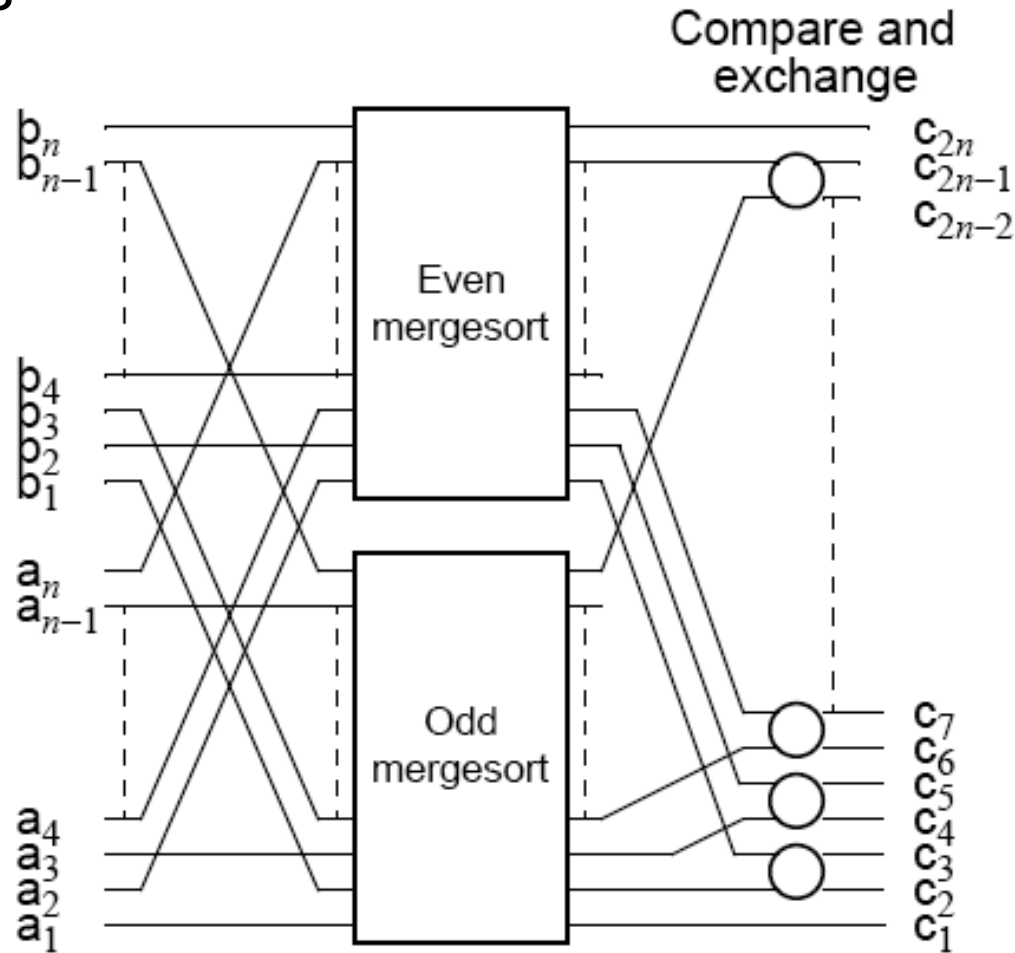 Compare and
exchange
bₙ
bₙ₋₁
b₄
b₃
b₂
b₁
aₙ
aₙ₋₁
a₄
a₃
a₂
a₁
Even
mergesort
Odd
mergesort
c₂ₙ
c₂ₙ₋₁
c₂ₙ₋₂
c₇
c₆
c₅
c₄
c₃
c₂
c₁